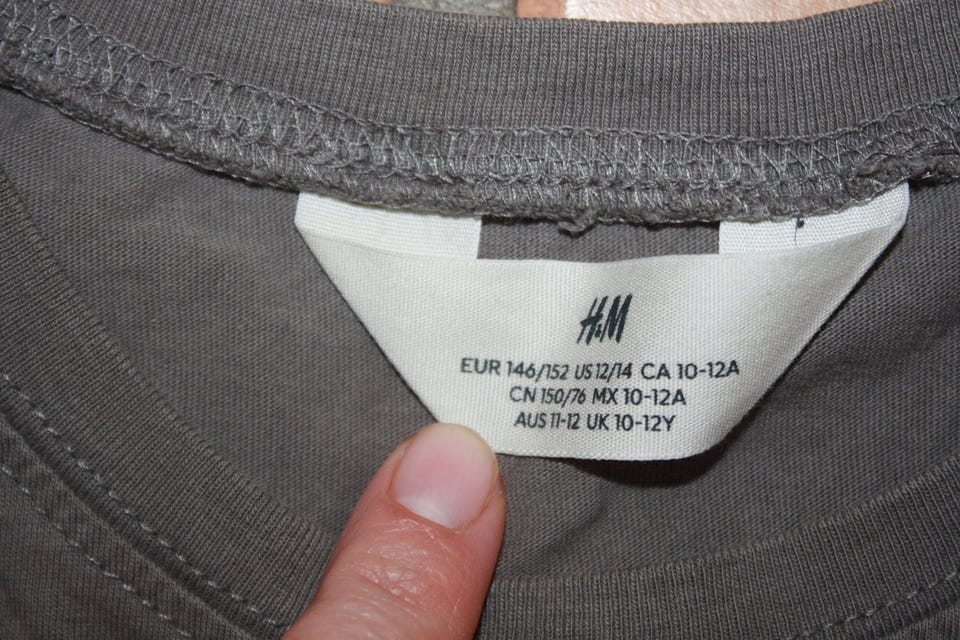 H&M
EUR 146/152 US 12/14 CA 10-12A
CN 150/76 MX 10-12A
AUS 11-12 UK 10-12Y